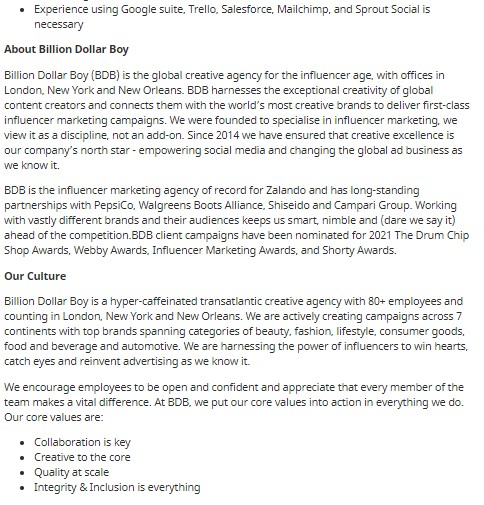 • Experience using Google suite, Trello, Salesforce, Mailchimp, and Sprout Social is
necessary
About Billion Dollar Boy
Billion Dollar Boy (BDB) is the global creative agency for the influencer age, with offices in
London, New York and New Orleans. BDB harnesses the exceptional creativity of global
content creators and connects them with the world's most creative brands to deliver first-class
influencer marketing campaigns. We were founded to specialise in influencer marketing, we
view it as a discipline, not an add-on. Since 2014 we have ensured that creative excellence is
our company's north star - empowering social media and changing the global ad business as
we know it.
BDB is the influencer marketing agency of record for Zalando and has long-standing
partnerships with PepsiCo, Walgreens Boots Alliance, Shiseido and Campari Group. Working
with vastly different brands and their audiences keeps us smart, nimble and (dare we say it)
ahead of the competition.BDB client campaigns have been nominated for 2021 The Drum Chip
Shop Awards, Webby Awards, Influencer Marketing Awards, and Shorty Awards.
Our Culture
Billion Dollar Boy is a hyper-caffeinated transatlantic creative agency with 80+ employees and
counting in London, New York and New Orleans. We are actively creating campaigns across 7
continents with top brands spanning categories of beauty, fashion, lifestyle, consumer goods,
food and beverage and automotive. We are harnessing the power of influencers to win hearts,
catch eyes and reinvent advertising as we know it.
We encourage employees to be open and confident and appreciate that every member of the
team makes a vital difference. At BDB, we put our core values into action in everything we do.
Our core values are:
• Collaboration is key
• Creative to the core
• Quality at scale
• Integrity & Inclusion is everything